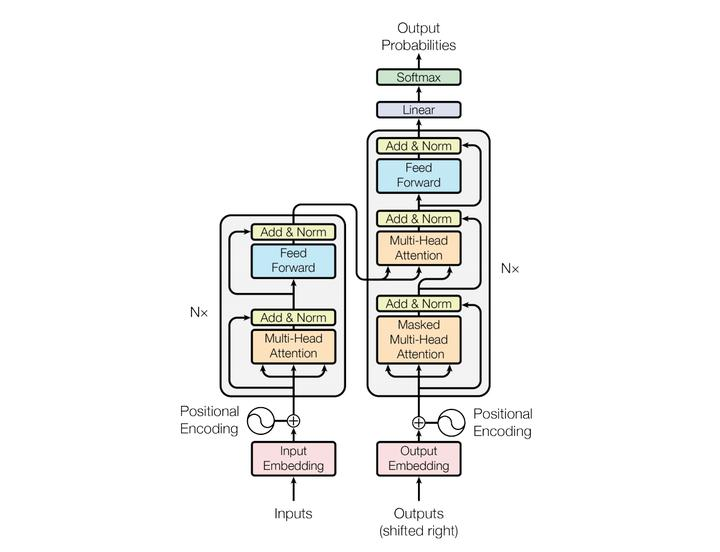 Output
Probabilities
Softmax
Linear
Add & Norm
Feed
Forward
Add & Norm
Multi-Head
Attention
Add & Norm
Masked
Multi-Head
Attention
Nx
Add & Norm
Feed
Forward
Add & Norm
Multi-Head
Attention
Nx
Positional
Encoding
Positional
Encoding
Input
Embedding
Output
Embedding
Inputs
Outputs
(shifted right)